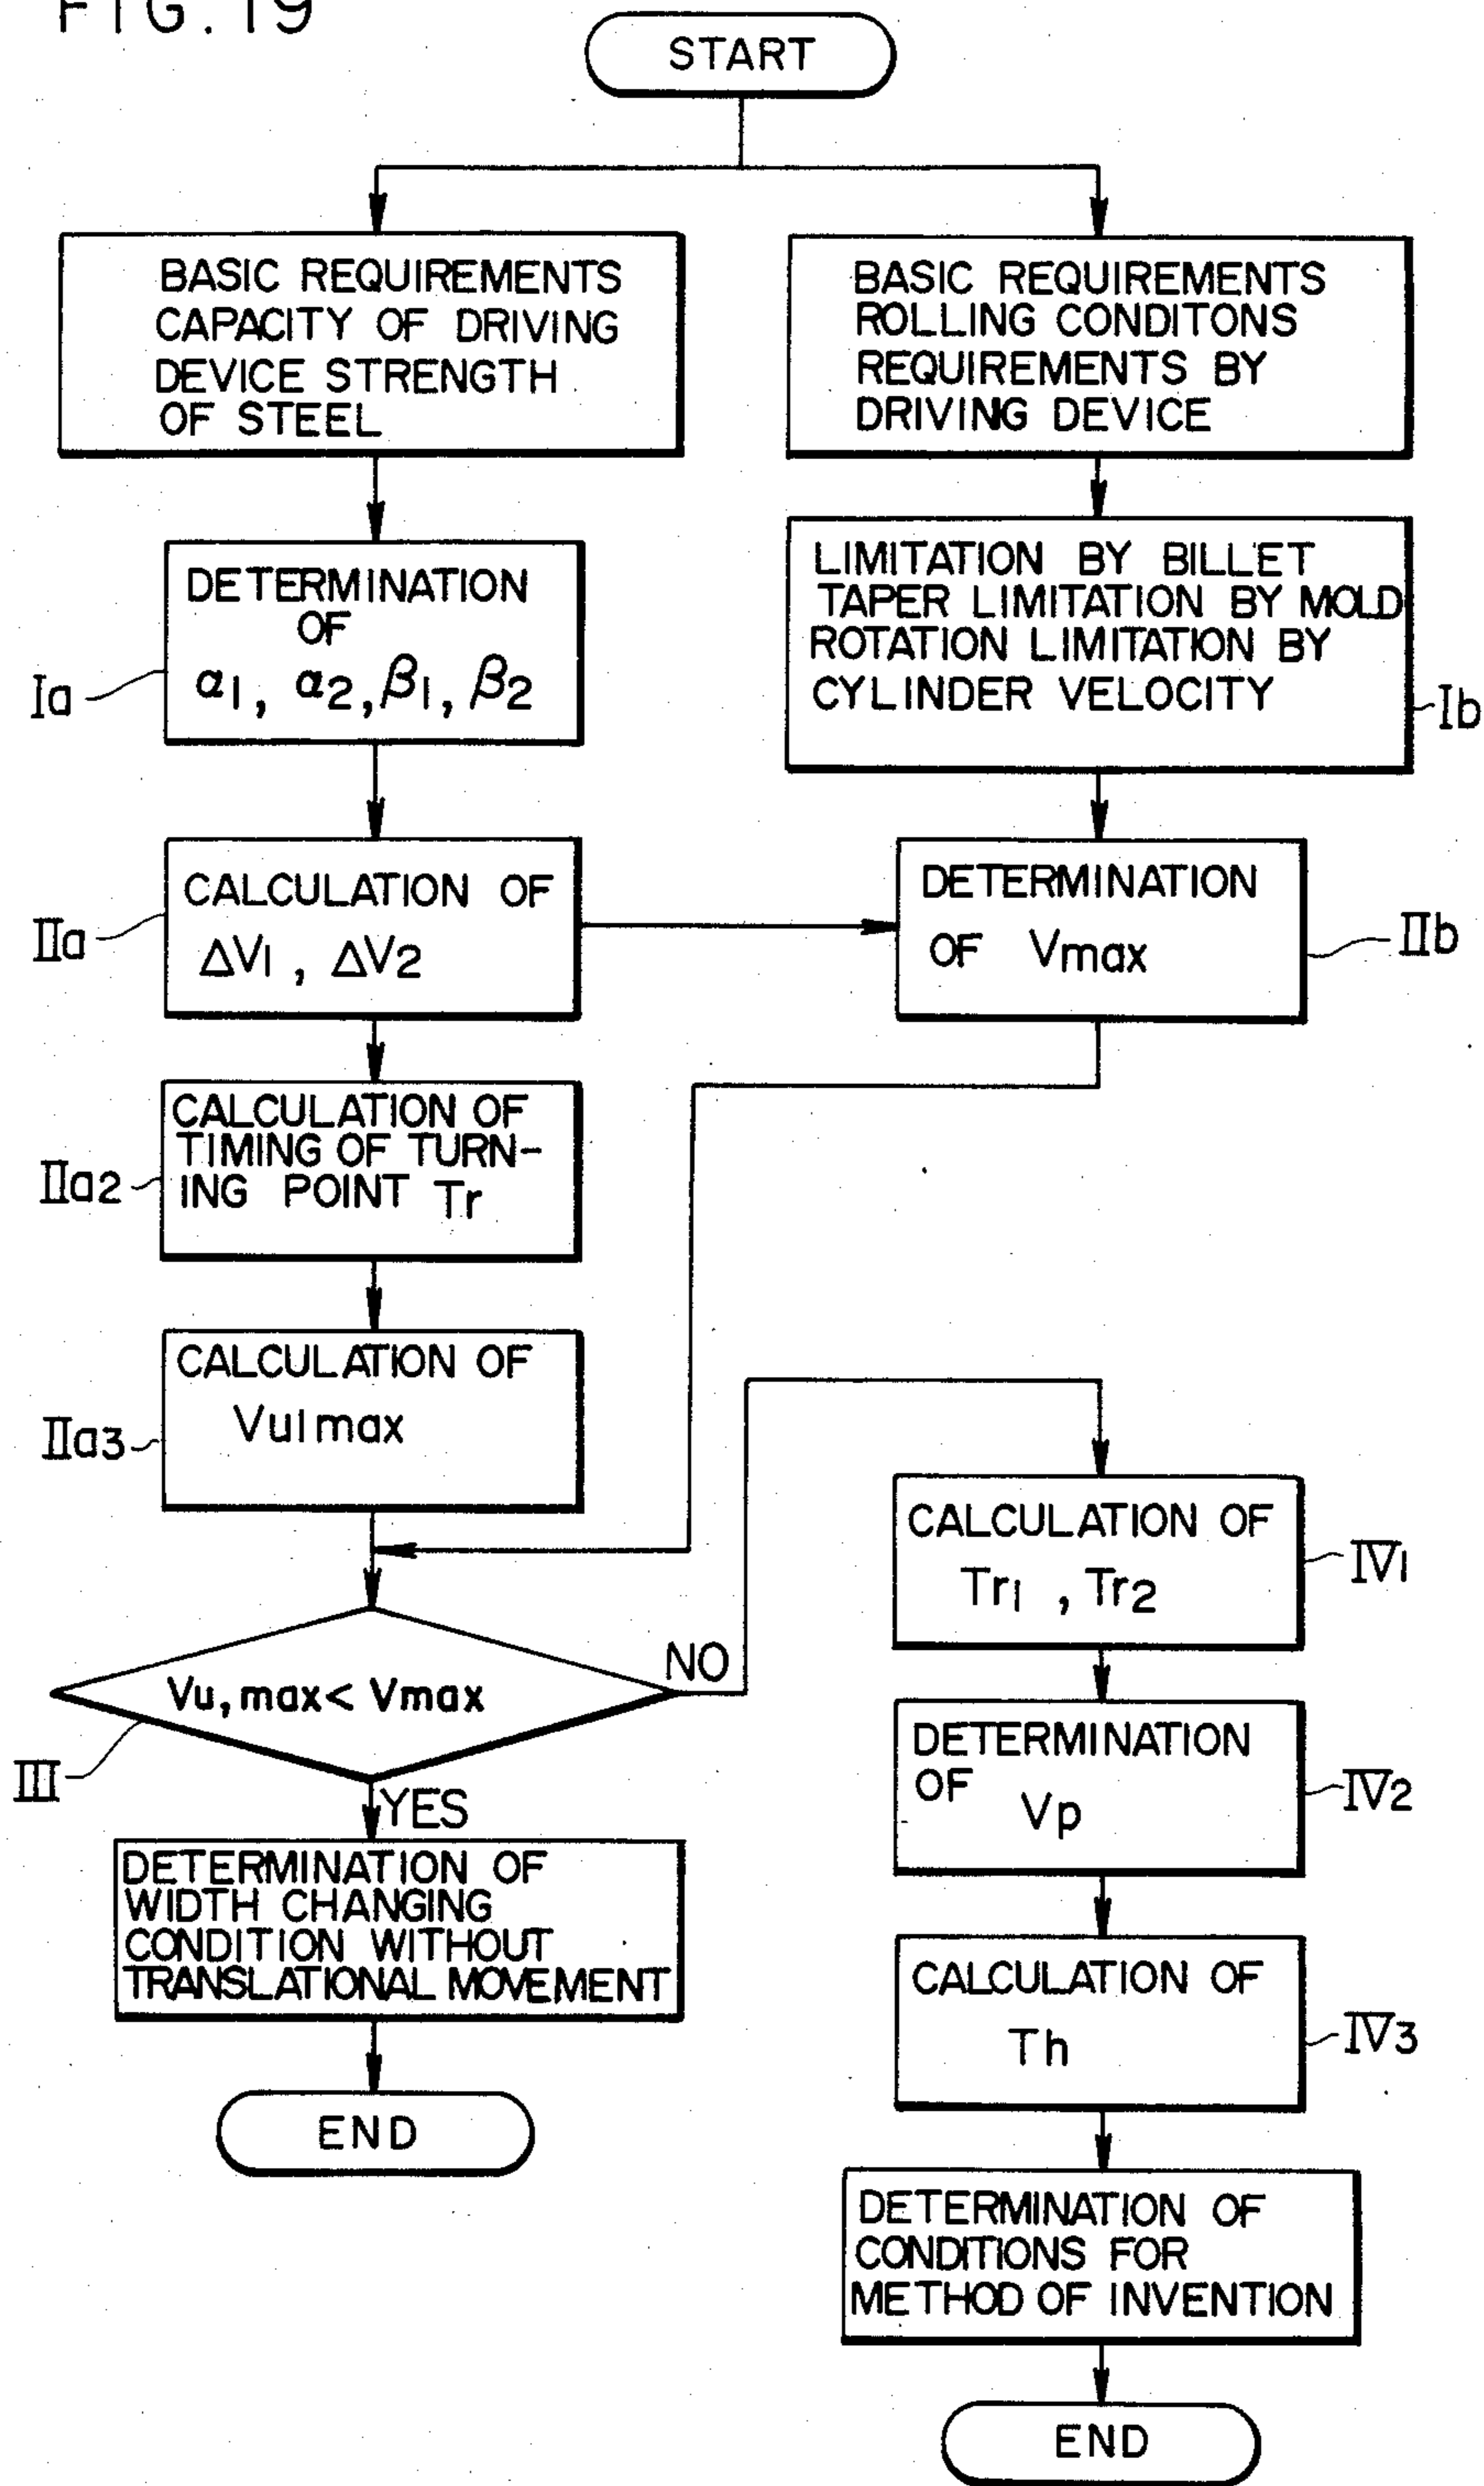 FIG. 19
START
BASIC REQUIREMENTS
CAPACITY OF DRIVING
DEVICE STRENGTH
OF STEEL
BASIC REQUIREMENTS
ROLLING CONDITONS
REQUIREMENTS BY
DRIVING DEVICE
DETERMINATION
OF
α1, α2, β1, β2
Ia
LIMITATION BY BILLET
TAPER LIMITATION BY MOLD
ROTATION LIMITATION BY
CYLINDER VELOCITY
Ib
CALCULATION OF
ΔV1, ΔV2
IIa
DETERMINATION
OF Vmax
IIb
CALCULATION OF
TIMING OF TURN-
ING POINT Tr
IIa2
CALCULATION OF
Vu1max
IIa3
Vu,max< Vmax
III
NO
YES
DETERMINATION OF
WIDTH CHANGING
CONDITION WITHOUT
TRANSLATIONAL MOVEMENT
END
CALCULATION OF
Tr1, Tr2
IV1
DETERMINATION
OF Vp
IV2
CALCULATION OF
Th
IV3
DETERMINATION OF
CONDITIONS FOR
METHOD OF INVENTION
END